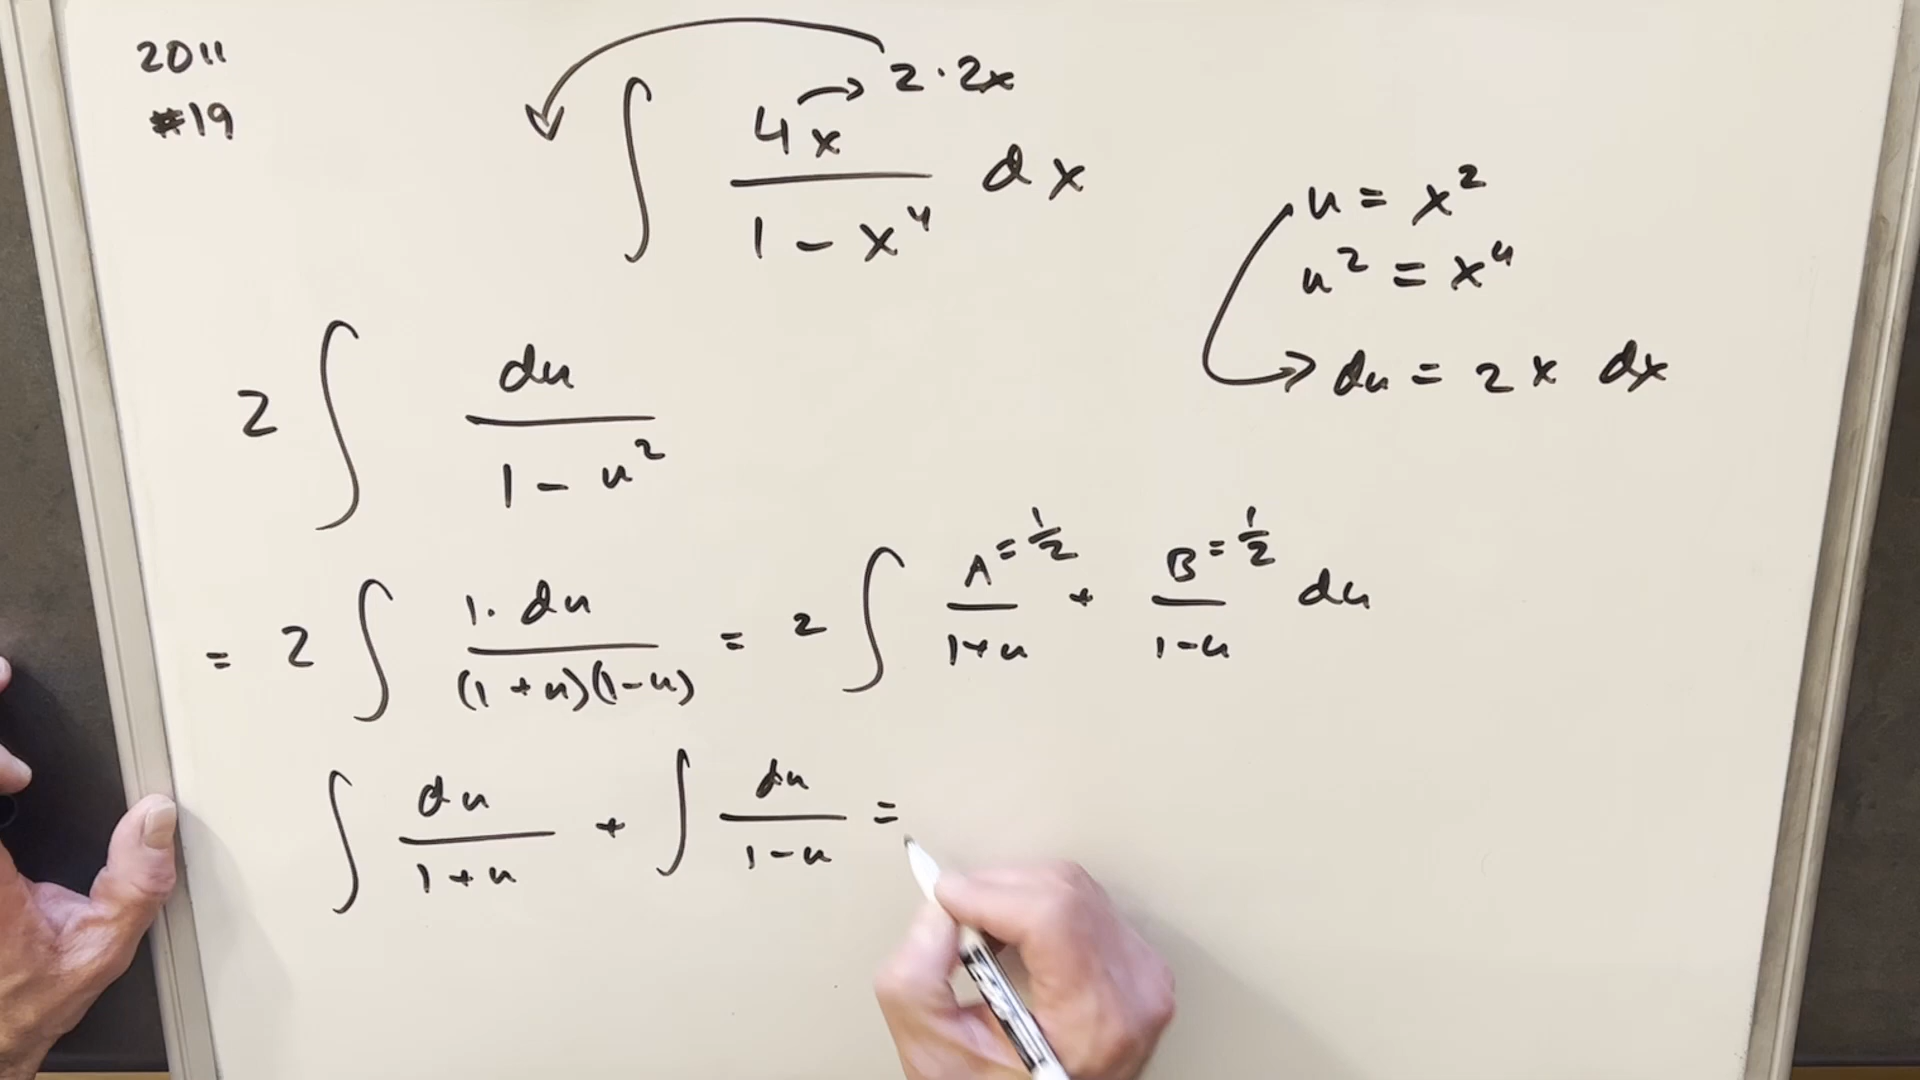 2011
#19
∫ 4x / (1 - x⁴) dx → 2·2x
u = x²
u² = x⁴
du = 2x dx
2 ∫ du / (1 - u²)
= 2 ∫ 1·du / ((1+u)(1-u)) = 2 ∫ A=½ / (1+u) + B=½ / (1-u) du
∫ du / (1+u) + ∫ du / (1-u) =